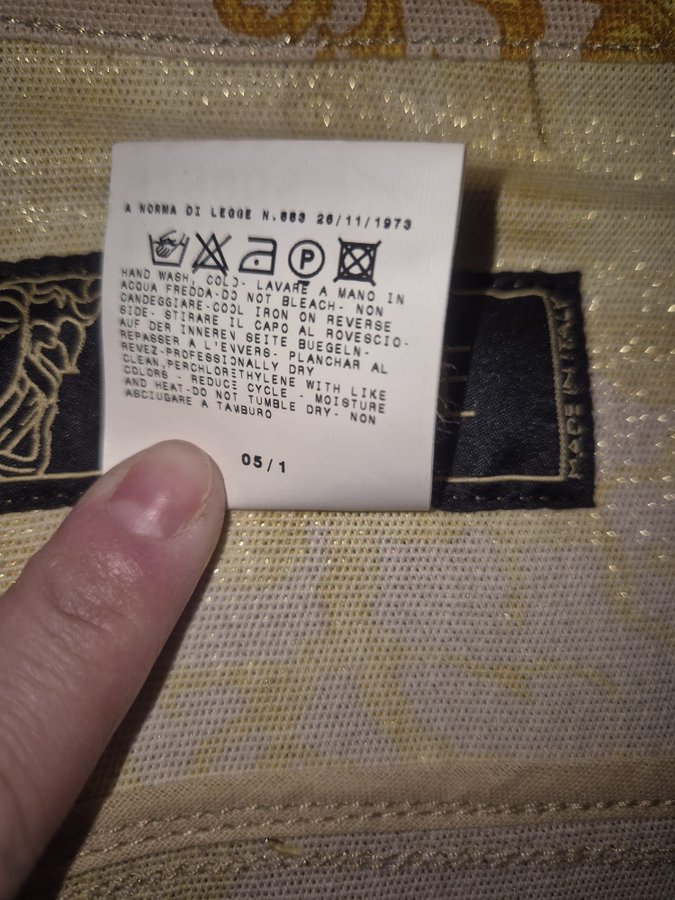 A NORMA DI LEGGE N.883 26/11/1973
P
HAND WASH, COLD- LAVARE A MANO IN
ACQUA FREDDA-DO NOT BLEACH- NON
CANDEGGIARE-COOL IRON ON REVERSE
SIDE- STIRARE IL CAPO AL ROVESCIO-
AUF DER INNEREN SEITE BUEGELN-
REPASSER A L'ENVERS- PLANCHAR AL
REVEZ-PROFESSIONALLY DRY
CLEAN,PERCHLORETHYLENE WITH LIKE
COLORS - REDUCE CYCLE - MOISTURE
AND HEAT-DO NOT TUMBLE DRY- NON
ASCIUGARE A TAMBURO
05/1
MADE IN ITALY